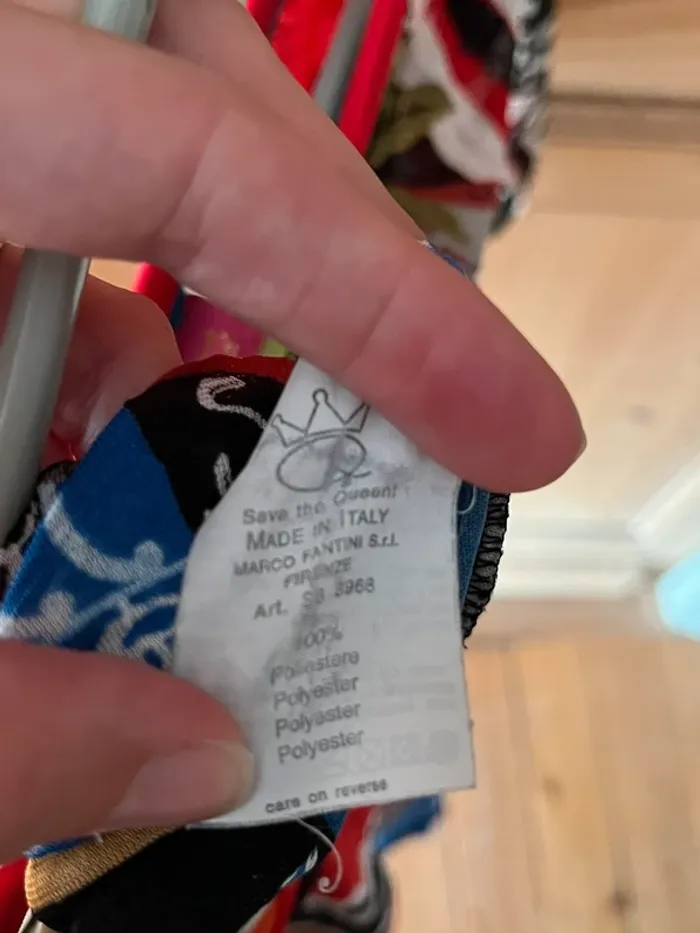 Save the Queen!
MADE IN ITALY
MARCO FANTINI S.r.l.
FIRENZE
Art. 3968
100%
Poliestere
Polyester
Polyester
Polyester
care on reverse